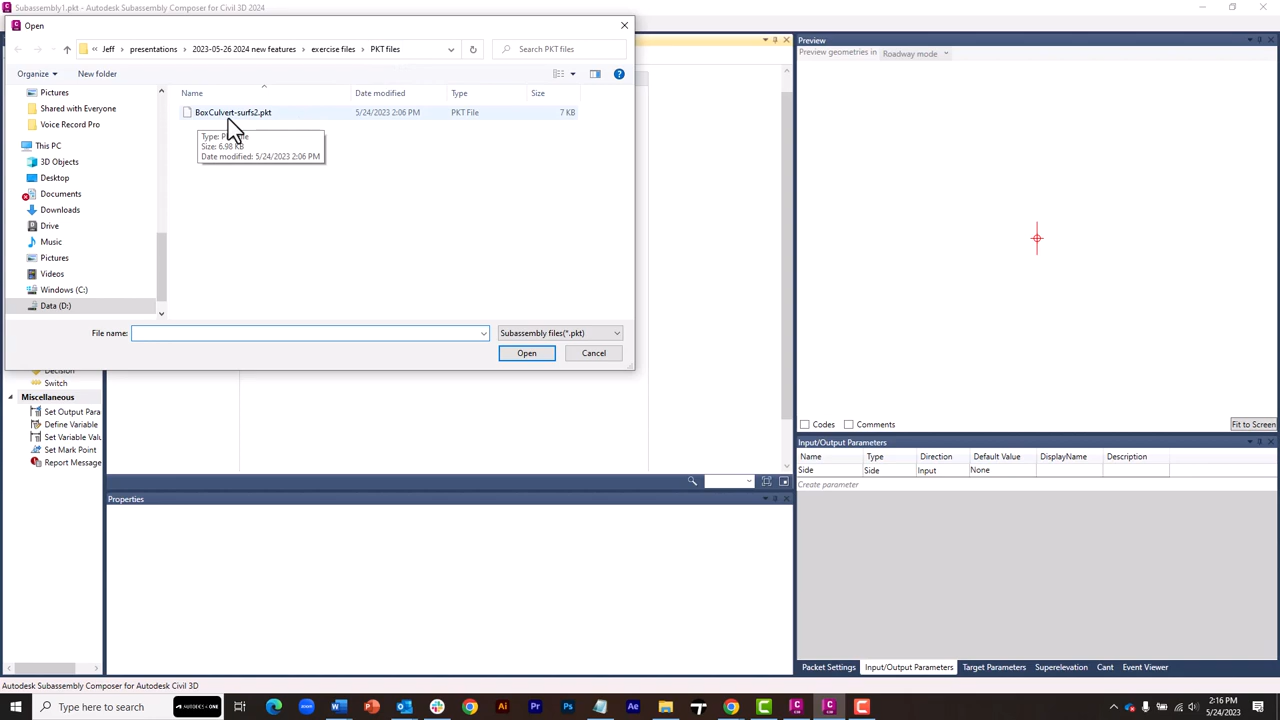 Subassembly1.pkt - Autodesk Subassembly Composer for Autodesk Civil 3D 2024
Open
dtf > presentations > 2023-05-26 2024 new features > exercise files > PKT files
Search PKT files
Organize
New folder
Name
Date modified
Type
Size
BoxCulvert-surfs2.pkt
5/24/2023 2:06 PM
PKT File
7 KB
Size: 6.98 KB
Date modified: 5/24/2023 2:06 PM
Pictures
Shared with Everyone
Voice Record Pro
This PC
3D Objects
Desktop
Documents
Downloads
Drive
Music
Pictures
Videos
Windows (C:)
Data (D:)
File name:
Subassembly files(*.pkt)
Open
Cancel
Decision
Switch
Miscellaneous
Set Output Para
Define Variable
Set Variable Valu
Set Mark Point
Report Message
Properties
Preview
Preview geometries in
Roadway mode
Codes
Comments
Fit to Screen
Input/Output Parameters
Name
Type
Direction
Default Value
DisplayName
Description
Side
Side
Input
None
Create parameter
Packet Settings
Input/Output Parameters
Target Parameters
Superelevation
Cant
Event Viewer
Autodesk Subassembly Composer for Autodesk Civil 3D
Type here to search
2:16 PM
5/24/2023